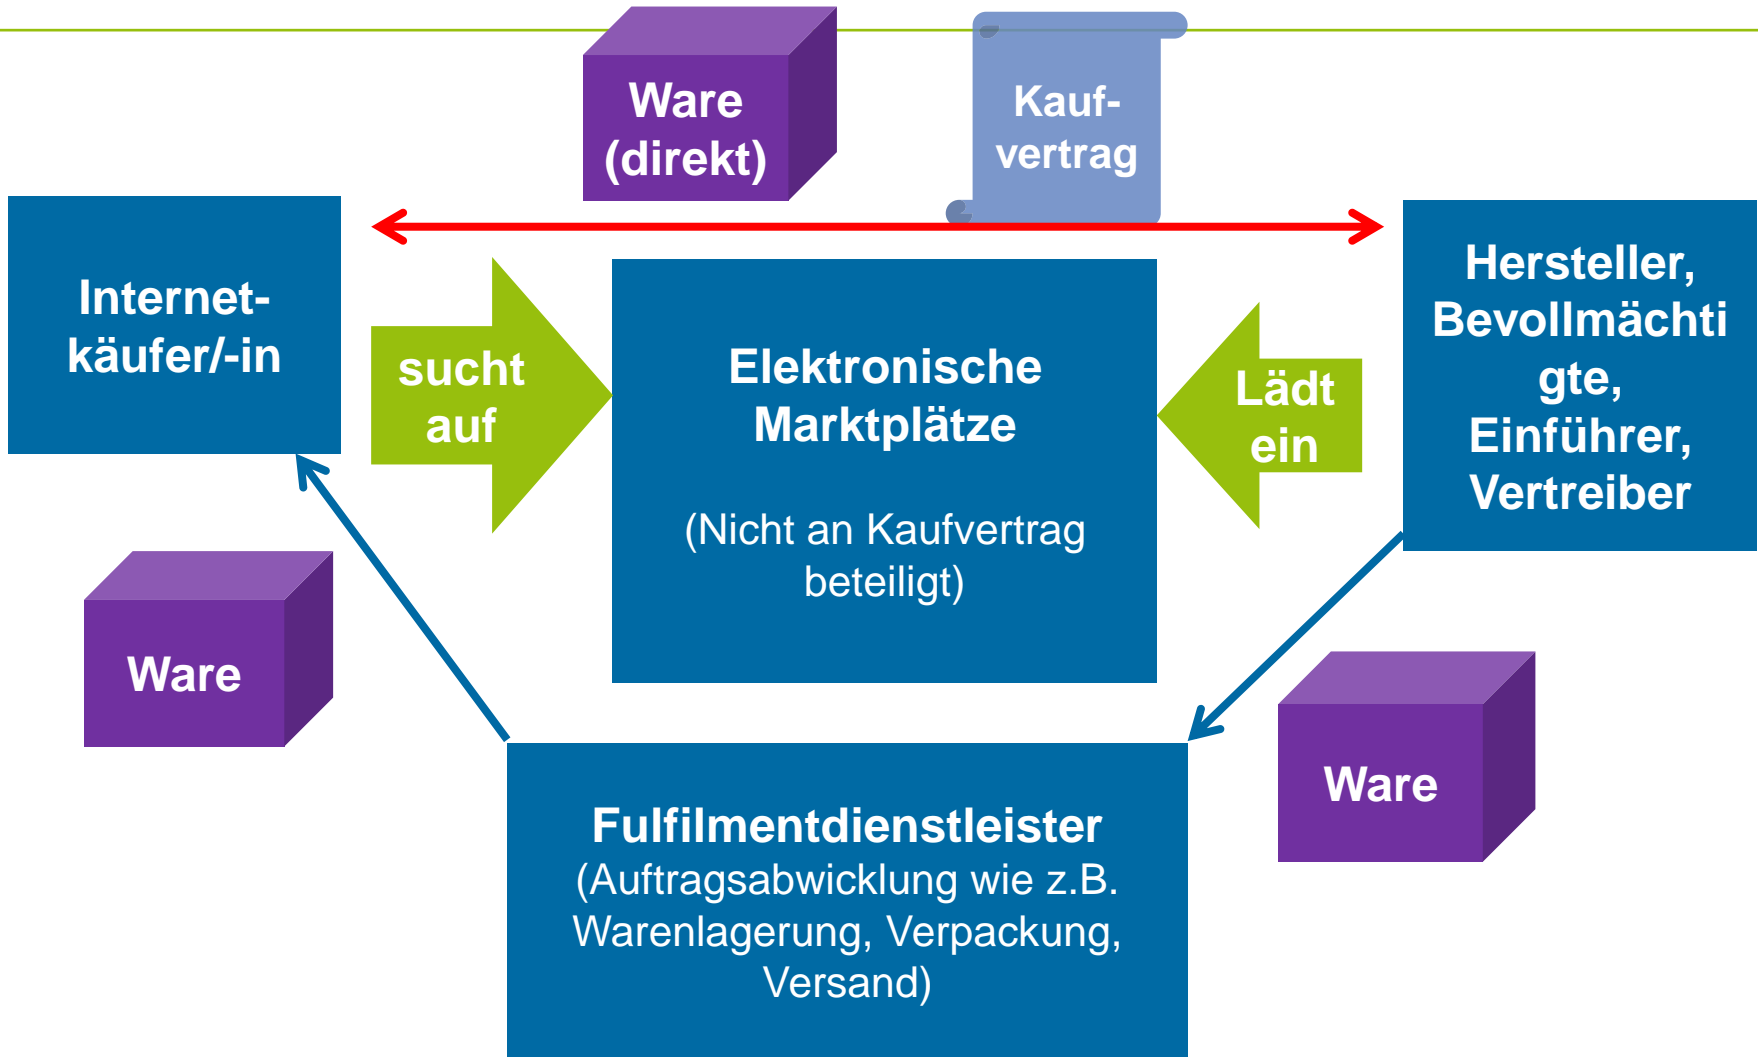 Ware
(direkt)
Kauf-
vertrag
Internet-
käufer/-in
sucht
auf
Elektronische
Marktplätze
(Nicht an Kaufvertrag
beteiligt)
Lädt
ein
Hersteller,
Bevollmächti
gte,
Einführer,
Vertreiber
Ware
Ware
Fulfilmentdienstleister
(Auftragsabwicklung wie z.B.
Warenlagerung, Verpackung,
Versand)